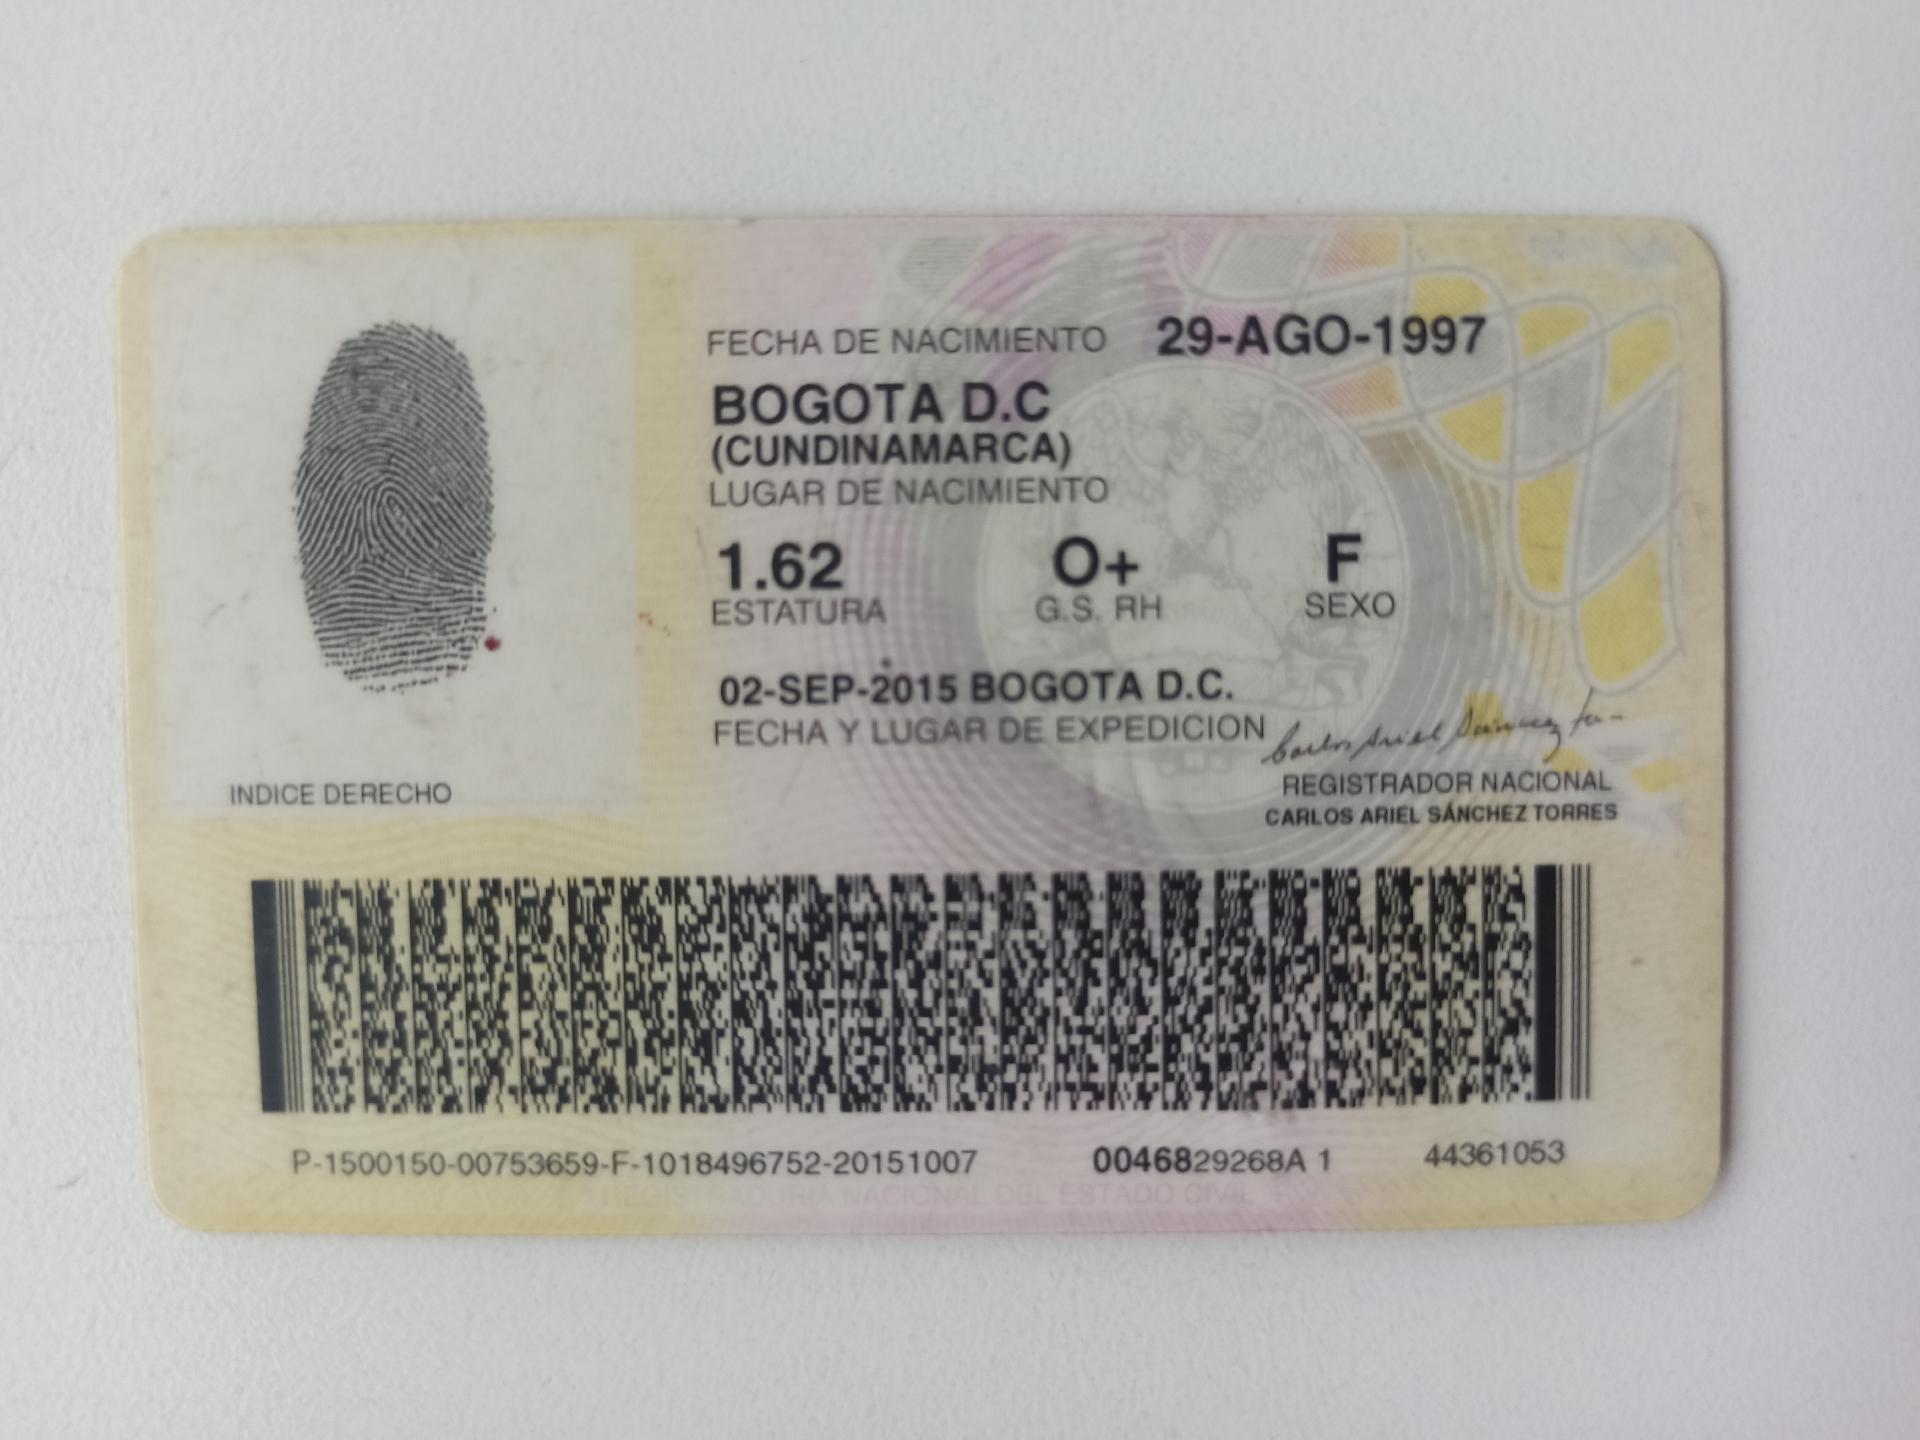 FECHA DE NACIMIENTO 29-AGO-1997
BOGOTA D.C
(CUNDINAMARCA)
LUGAR DE NACIMIENTO
1.62 O+ F
ESTATURA G.S. RH SEXO
02-SEP-2015 BOGOTA D.C.
FECHA Y LUGAR DE EXPEDICION
Carlos Ariel Sánchez
INDICE DERECHO
REGISTRADOR NACIONAL
CARLOS ARIEL SÁNCHEZ TORRES
P-1500150-00753659-F-1018496752-20151007 0046829268A 1 44361053
REGISTRADURIA NACIONAL DEL ESTADO CIVIL